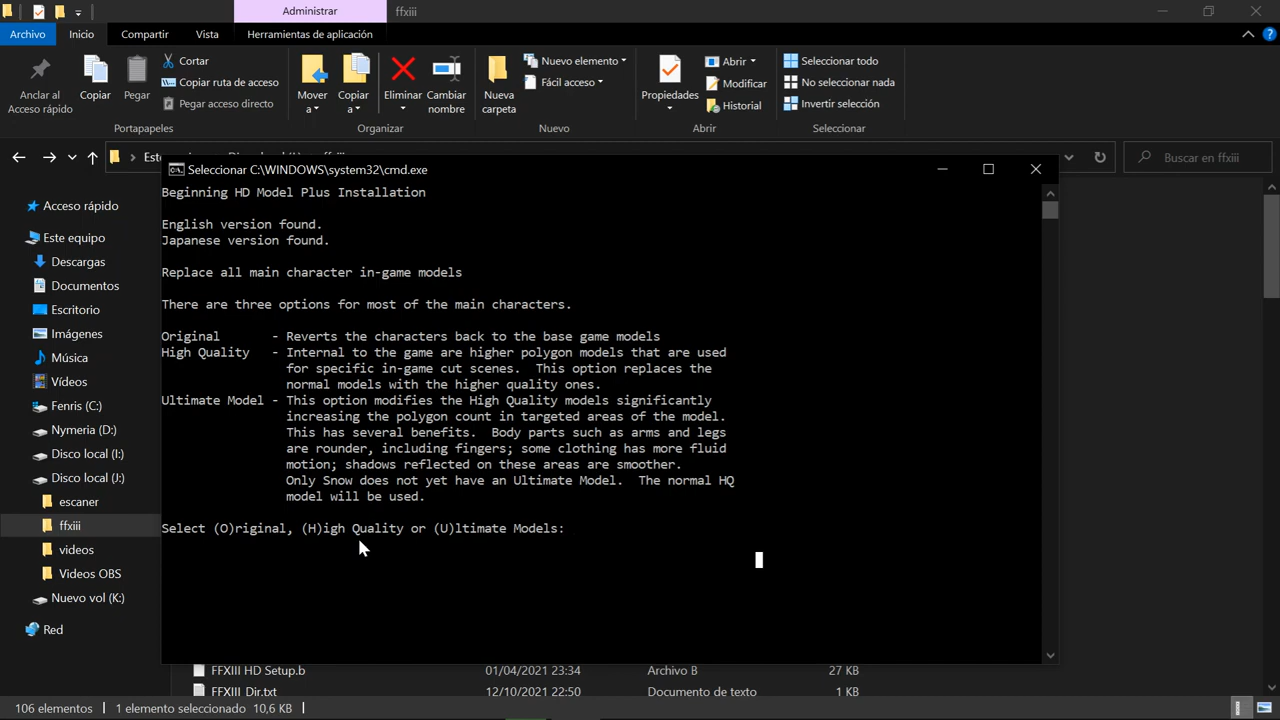 Administrar
ffxiii
Archivo
Inicio
Compartir
Vista
Herramientas de aplicación
Anclar al
Acceso rápido
Copiar
Pegar
Cortar
Copiar ruta de acceso
Pegar acceso directo
Portapapeles
Mover
a
Copiar
a
Eliminar
Cambiar
nombre
Organizar
Nueva
carpeta
Nuevo elemento
Fácil acceso
Nuevo
Propiedades
Abrir
Modificar
Historial
Abrir
Seleccionar todo
No seleccionar nada
Invertir selección
Seleccionar
Buscar en ffxiii
Acceso rápido
Este equipo
Descargas
Documentos
Escritorio
Imágenes
Música
Vídeos
Fenris (C:)
Nymeria (D:)
Disco local (I:)
Disco local (J:)
escaner
ffxiii
videos
Videos OBS
Nuevo vol (K:)
Red
Seleccionar C:\WINDOWS\system32\cmd.exe
Beginning HD Model Plus Installation
English version found.
Japanese version found.
Replace all main character in-game models
There are three options for most of the main characters.
Original - Reverts the characters back to the base game models
High Quality - Internal to the game are higher polygon models that are used
for specific in-game cut scenes. This option replaces the
normal models with the higher quality ones.
Ultimate Model - This option modifies the High Quality models significantly
increasing the polygon count in targeted areas of the model.
This has several benefits. Body parts such as arms and legs
are rounder, including fingers; some clothing has more fluid
motion; shadows reflected on these areas are smoother.
Only Snow does not yet have an Ultimate Model. The normal HQ
model will be used.
Select (O)riginal, (H)igh Quality or (U)ltimate Models:
FFXIII HD Setup.b 01/04/2021 23:34 Archivo B 27 KB
FFXIII Dir.txt 12/10/2021 22:50 Documento de texto 1 KB
106 elementos 1 elemento seleccionado 10,6 KB